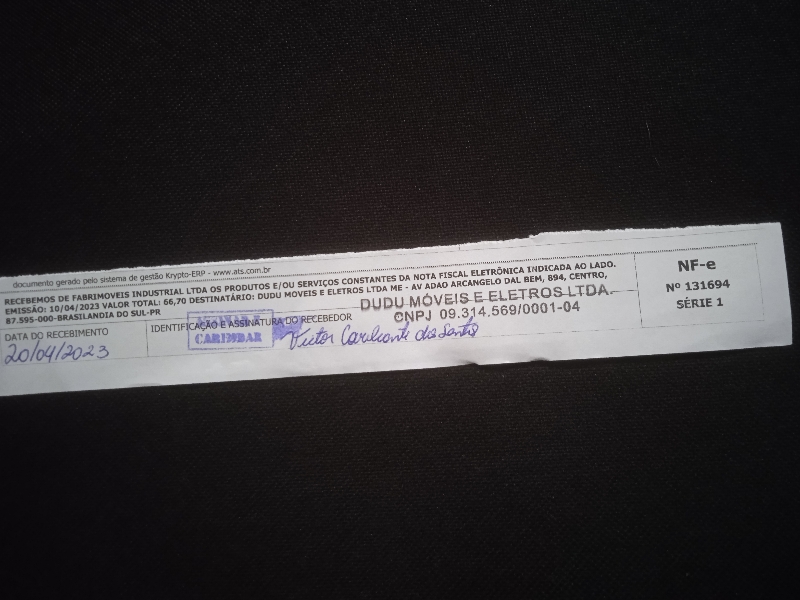 documento gerado pelo sistema de gestão Krypto-ERP - www.ats.com.br
RECEBEMOS DE FABRIMOVEIS INDUSTRIAL LTDA OS PRODUTOS E/OU SERVIÇOS CONSTANTES DA NOTA FISCAL ELETRÔNICA INDICADA AO LADO.
EMISSÃO: 10/04/2023 VALOR TOTAL: 66,70 DESTINATÁRIO: DUDU MOVEIS E ELETROS LTDA ME - AV ADAO ARCANGELO DAL BEM, 894, CENTRO,
87.595-000-BRASILANDIA DO SUL-PR
DATA DO RECEBIMENTO
20/04/2023
IDENTIFICAÇÃO E ASSINATURA DO RECEBEDOR
CARIMBAR
DUDU MÓVEIS E ELETROS LTDA.
CNPJ 09.314.569/0001-04
Victor Cavalcante dos Santos
NF-e
Nº 131694
SÉRIE 1